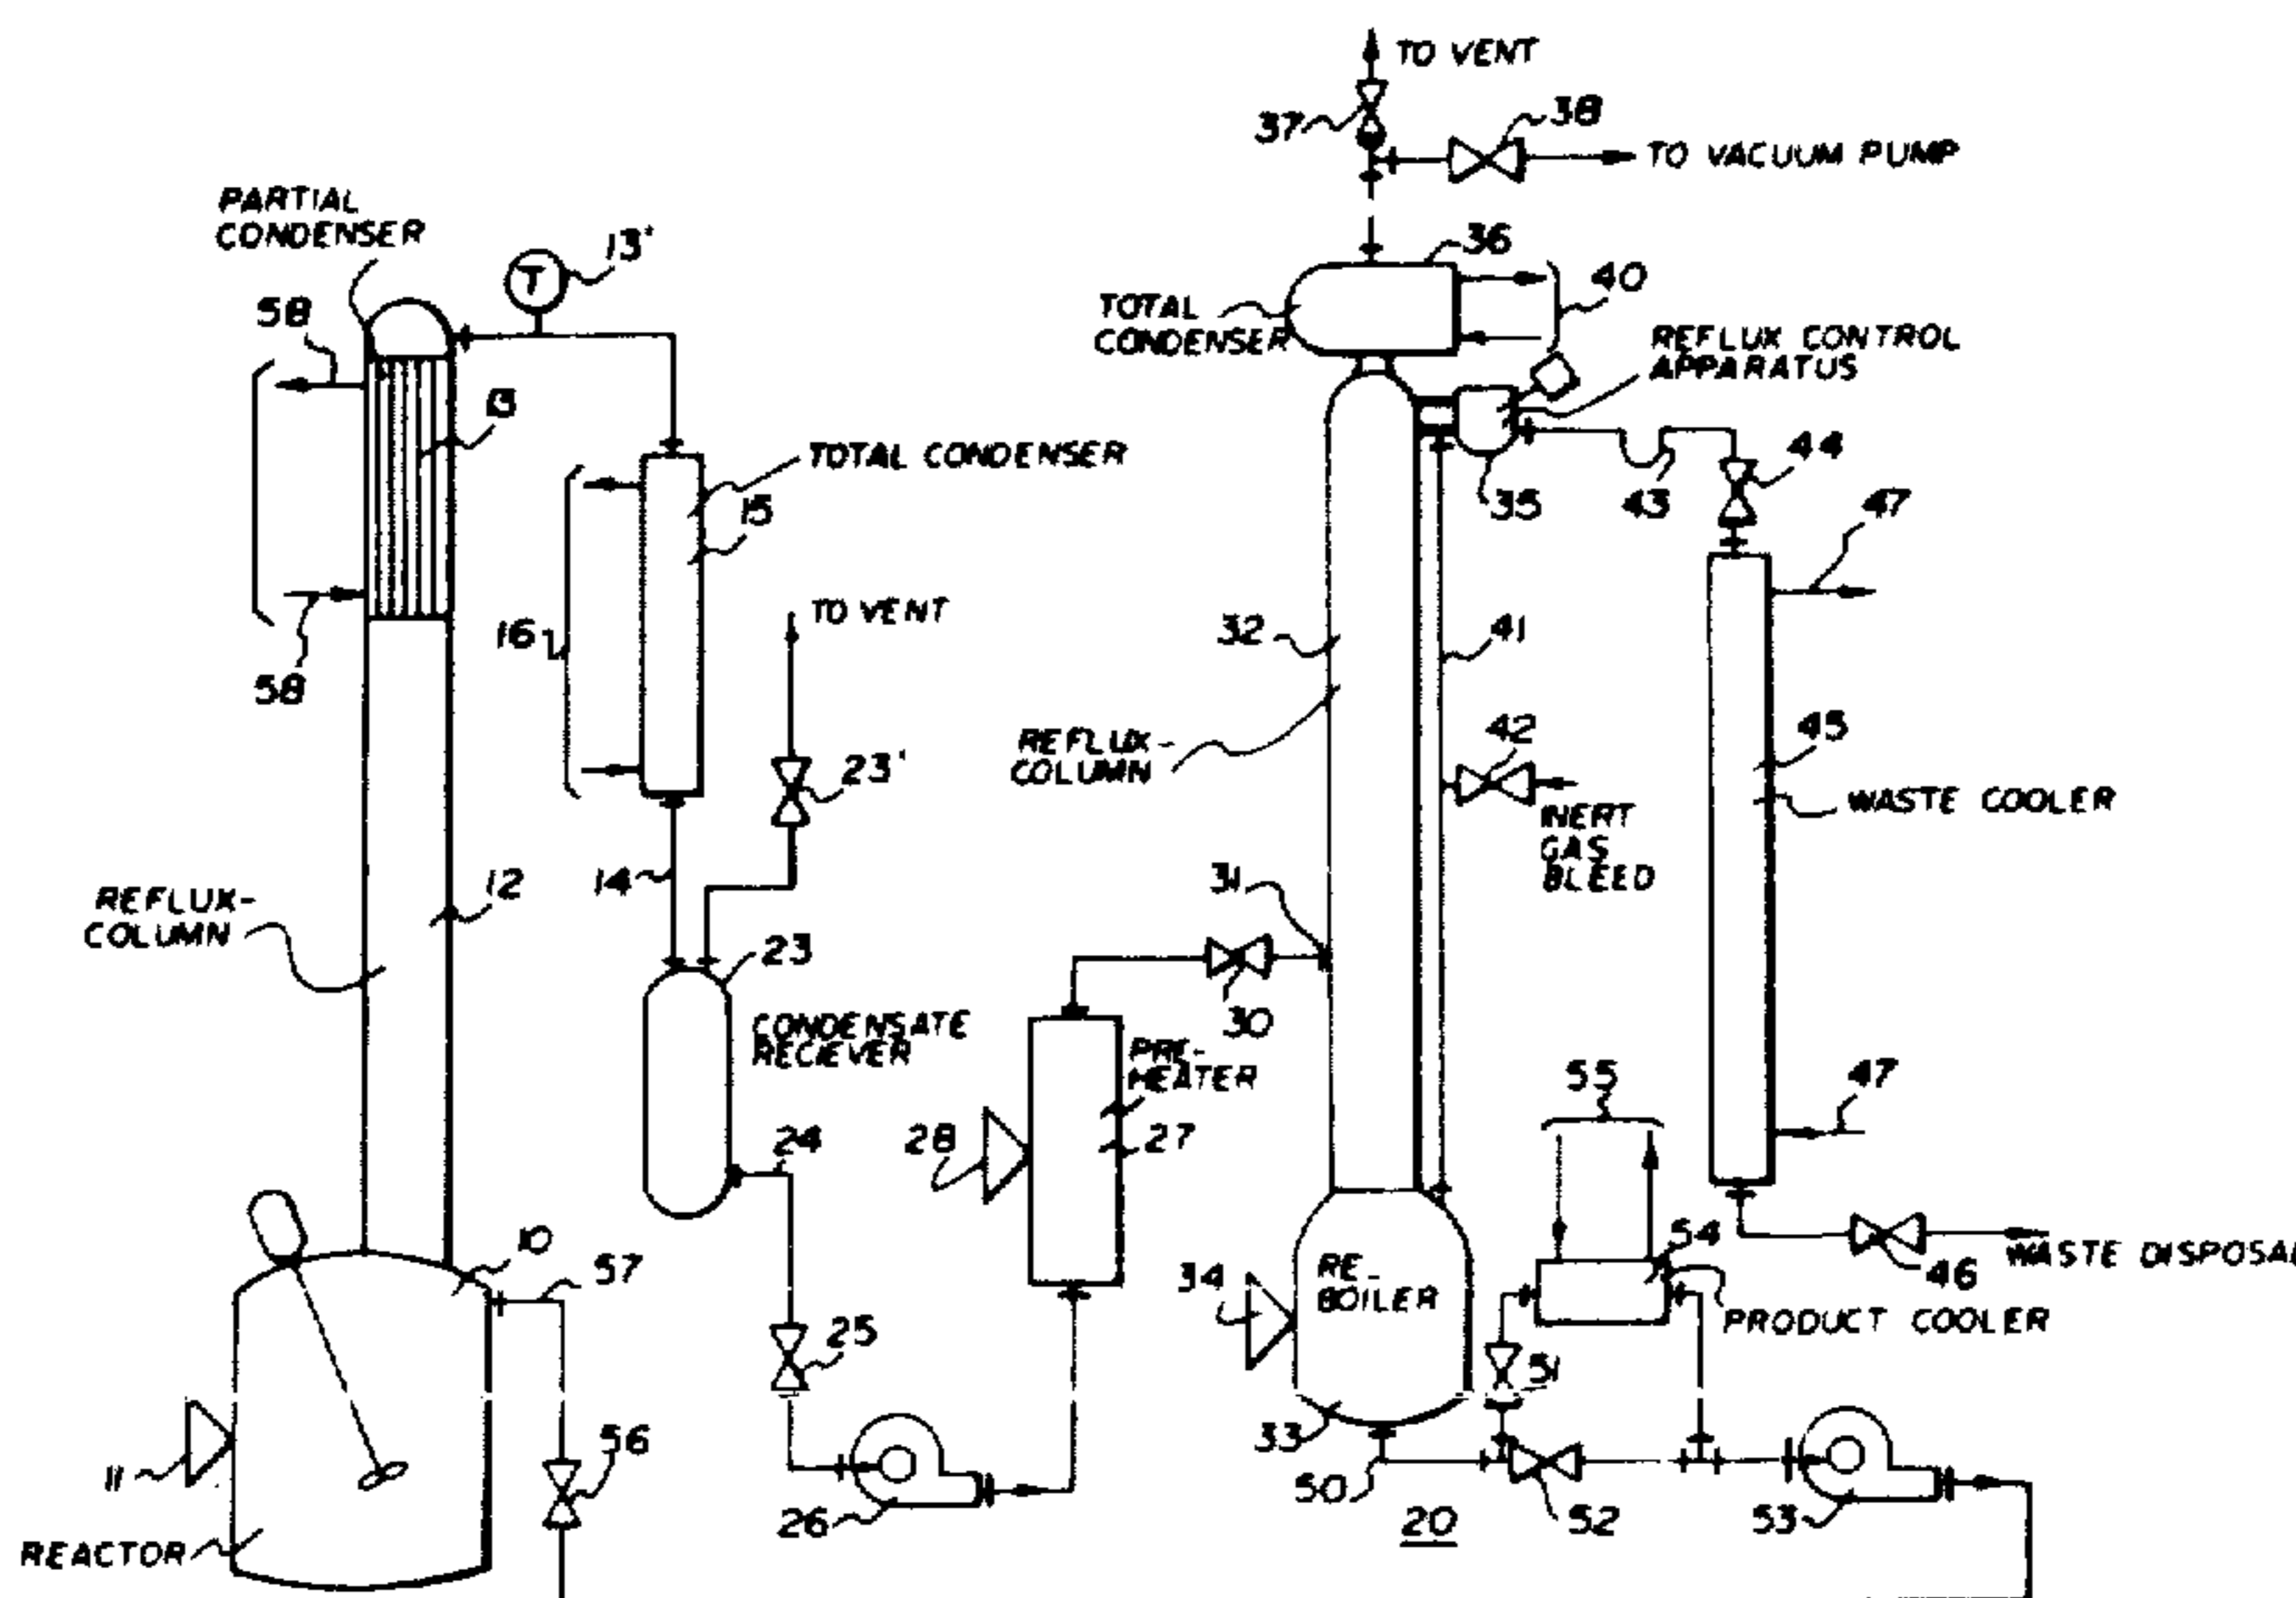 TO VENT
37
38
TO VACUUM PUMP
PARTIAL
CONDENSER
13'
T
36
40
58
TOTAL
CONDENSER
REFLUX CONTROL
APPARATUS
13
TOTAL CONDENSER
44
15
35
43
47
TO VENT
16
32
41
58
REFLUX-
COLUMN
42
45
23'
WASTE COOLER
INERT
GAS
BLEED
14
31
12
REFLUX-
COLUMN
23
30
CONDENSATE
RECIEVER
PRE-
HEATER
55
47
28
24
27
10
57
34
RE-
BOILER
54
WASTE DISPOSAL
46
PRODUCT COOLER
25
51
11
56
33
50
26
20
52
53
REACTOR